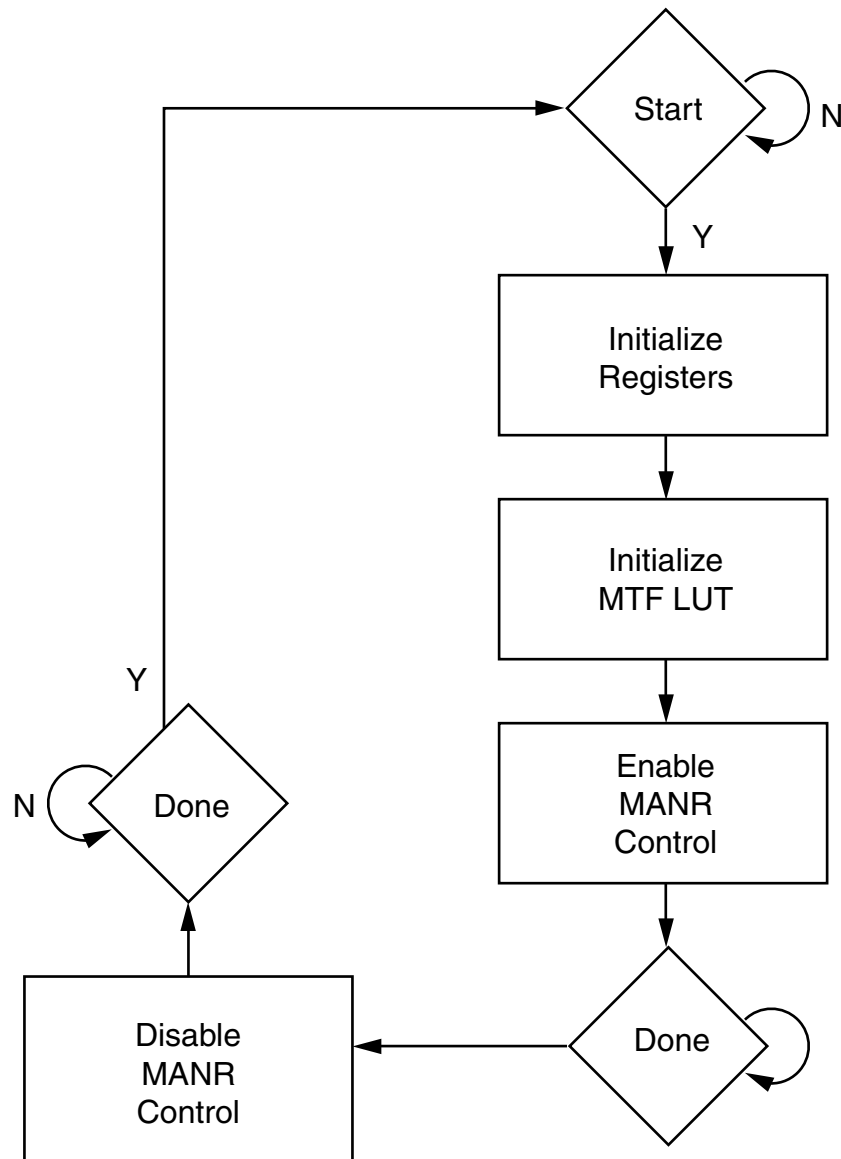 Start
N
Y
Initialize
Registers
Initialize
MTF LUT
Enable
MANR
Control
Y
N
Done
Done
Disable
MANR
Control